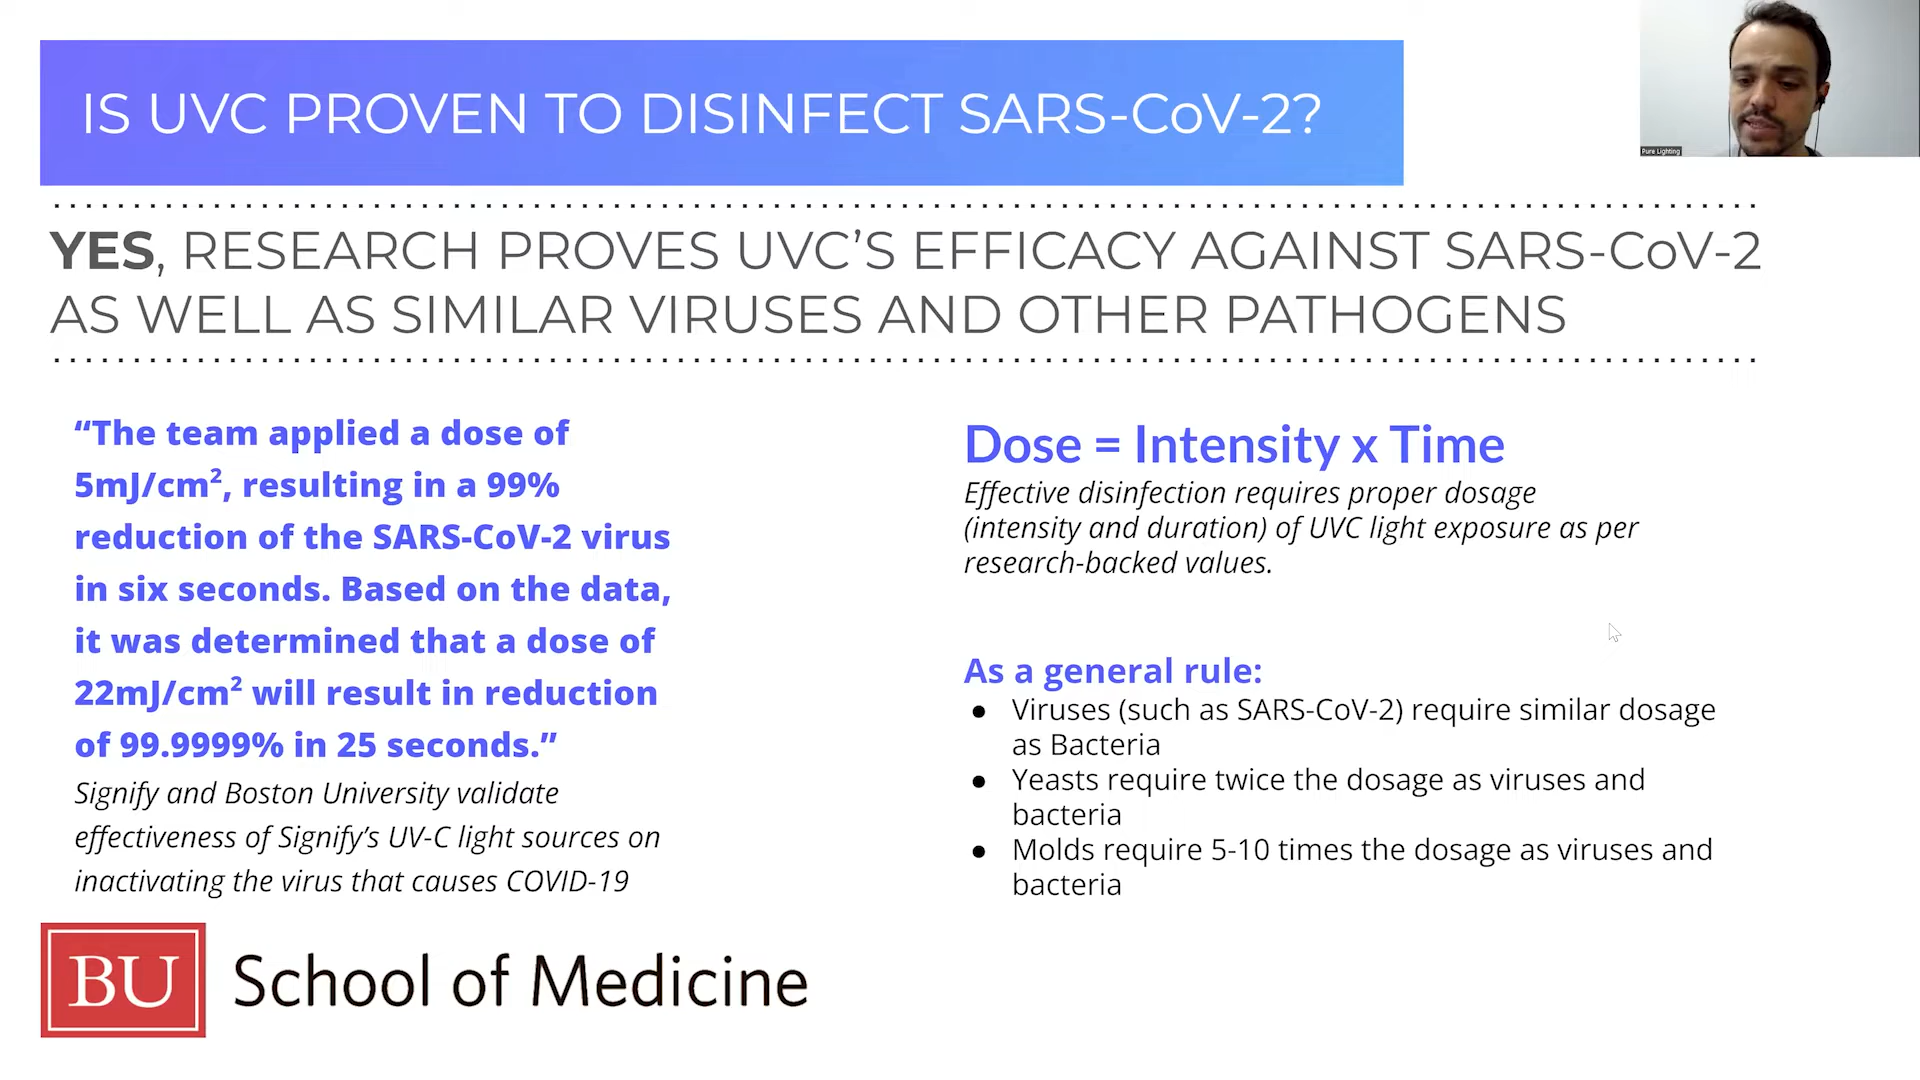 IS UVC PROVEN TO DISINFECT SARS-CoV-2?
Pure Lighting
YES, RESEARCH PROVES UVC’S EFFICACY AGAINST SARS-CoV-2
AS WELL AS SIMILAR VIRUSES AND OTHER PATHOGENS
“The team applied a dose of
5mJ/cm², resulting in a 99%
reduction of the SARS-CoV-2 virus
in six seconds. Based on the data,
it was determined that a dose of
22mJ/cm² will result in reduction
of 99.9999% in 25 seconds.”
Signify and Boston University validate
effectiveness of Signify’s UV-C light sources on
inactivating the virus that causes COVID-19
BU School of Medicine
Dose = Intensity x Time
Effective disinfection requires proper dosage
(intensity and duration) of UVC light exposure as per
research-backed values.
As a general rule:
● Viruses (such as SARS-CoV-2) require similar dosage
as Bacteria
● Yeasts require twice the dosage as viruses and
bacteria
● Molds require 5-10 times the dosage as viruses and
bacteria